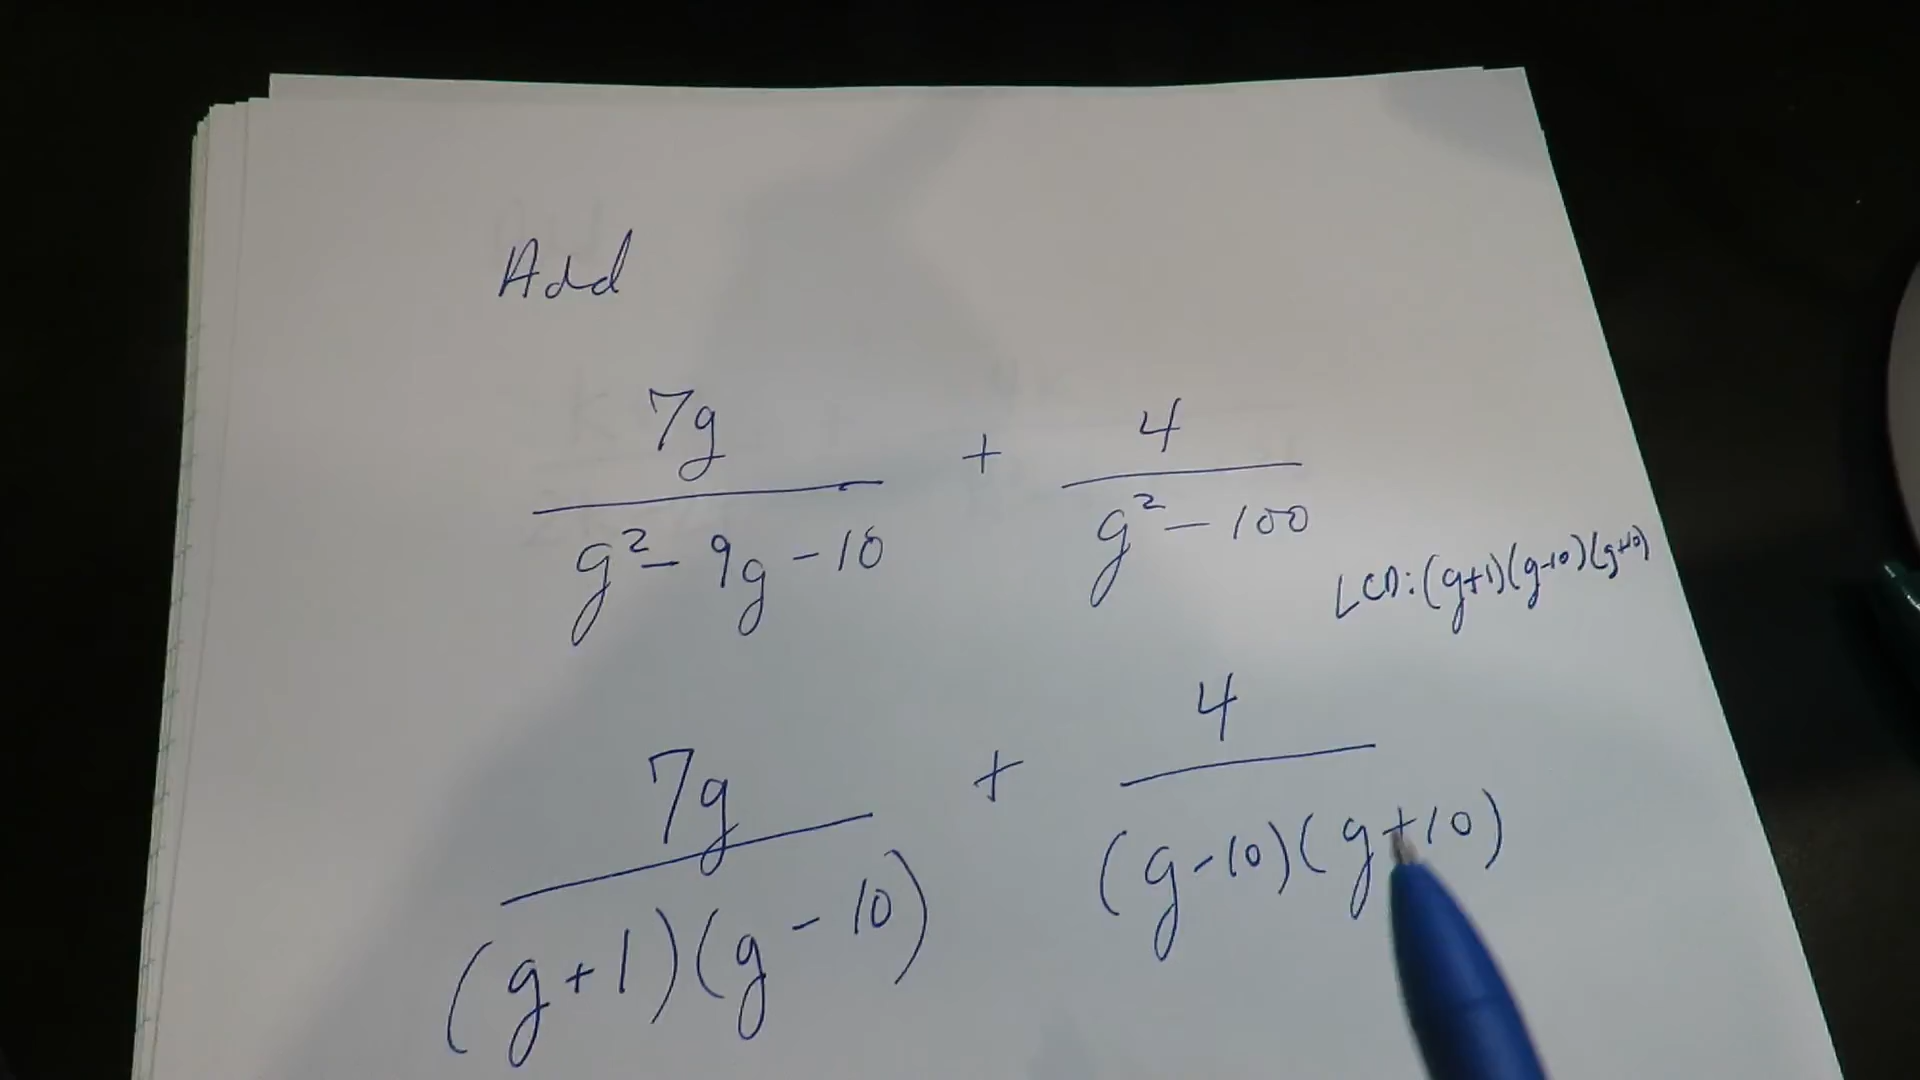 Add
7g + 4
g² - 9g - 10 g² - 100
LCD: (g+1)(g-10)(g+10)
7g + 4
(g+1)(g-10) (g-10)(g+10)